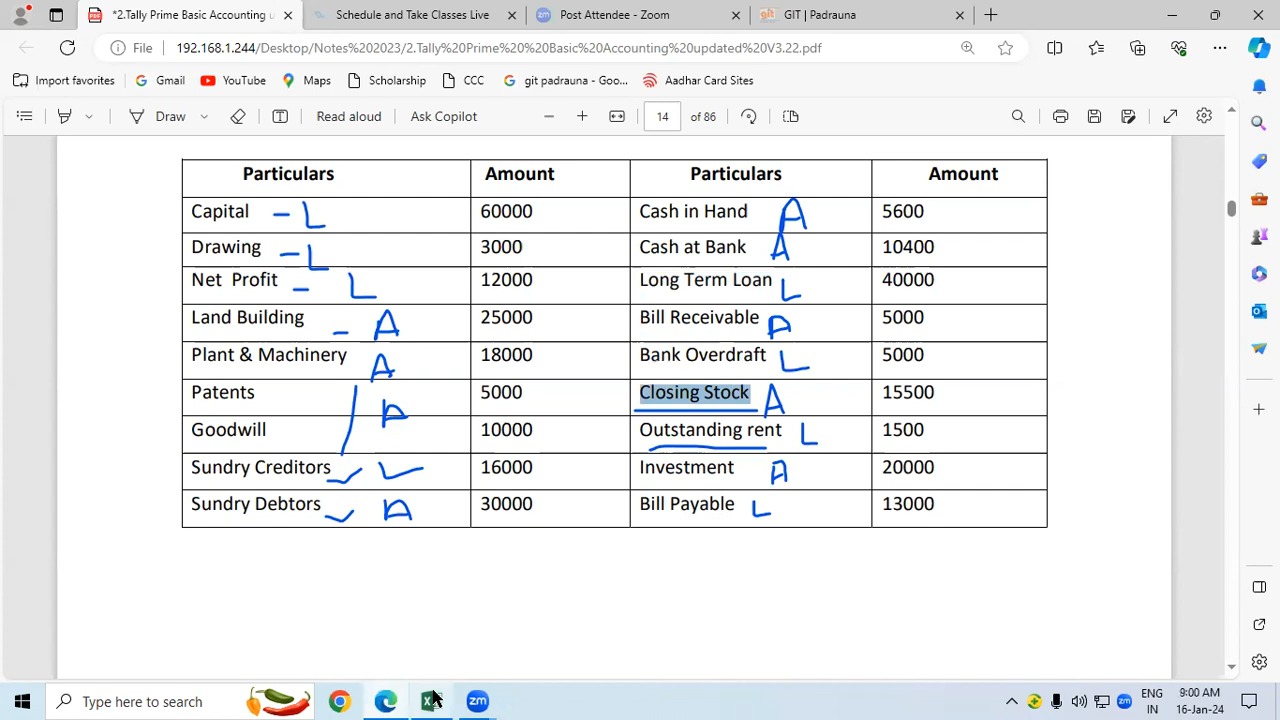 *2.Tally Prime Basic Accounting u
Schedule and Take Classes Live
Post Attendee - Zoom
GIT | Padrauna
File
192.168.1.244/Desktop/Notes%202023/2.Tally%20Prime%20%20Basic%20Accounting%20updated%20V3.22.pdf
Import favorites
Gmail
YouTube
Maps
Scholarship
CCC
git padrauna - Goo...
Aadhar Card Sites
Draw
Read aloud
Ask Copilot
14 of 86
Particulars Amount Particulars Amount
Capital - L 60000 Cash in Hand A 5600
Drawing - L 3000 Cash at Bank A 10400
Net Profit - L 12000 Long Term Loan L 40000
Land Building - A 25000 Bill Receivable A 5000
Plant & Machinery A 18000 Bank Overdraft L 5000
Patents A 5000 Closing Stock A 15500
Goodwill 10000 Outstanding rent L 1500
Sundry Creditors L 16000 Investment A 20000
Sundry Debtors A 30000 Bill Payable L 13000
Type here to search
zm
ENG
IN
9:00 AM
16-Jan-24